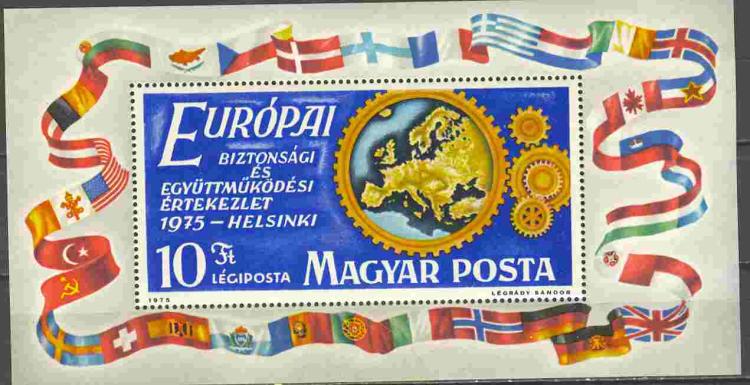 EURÓPAI
BIZTONSÁGI
ÉS
EGYÜTTMŰKÖDÉSI
ÉRTEKEZLET
1975 – HELSINKI
10 Ft
LÉGIPOSTA
MAGYAR POSTA
1975
LÉGRÁDY SÁNDOR